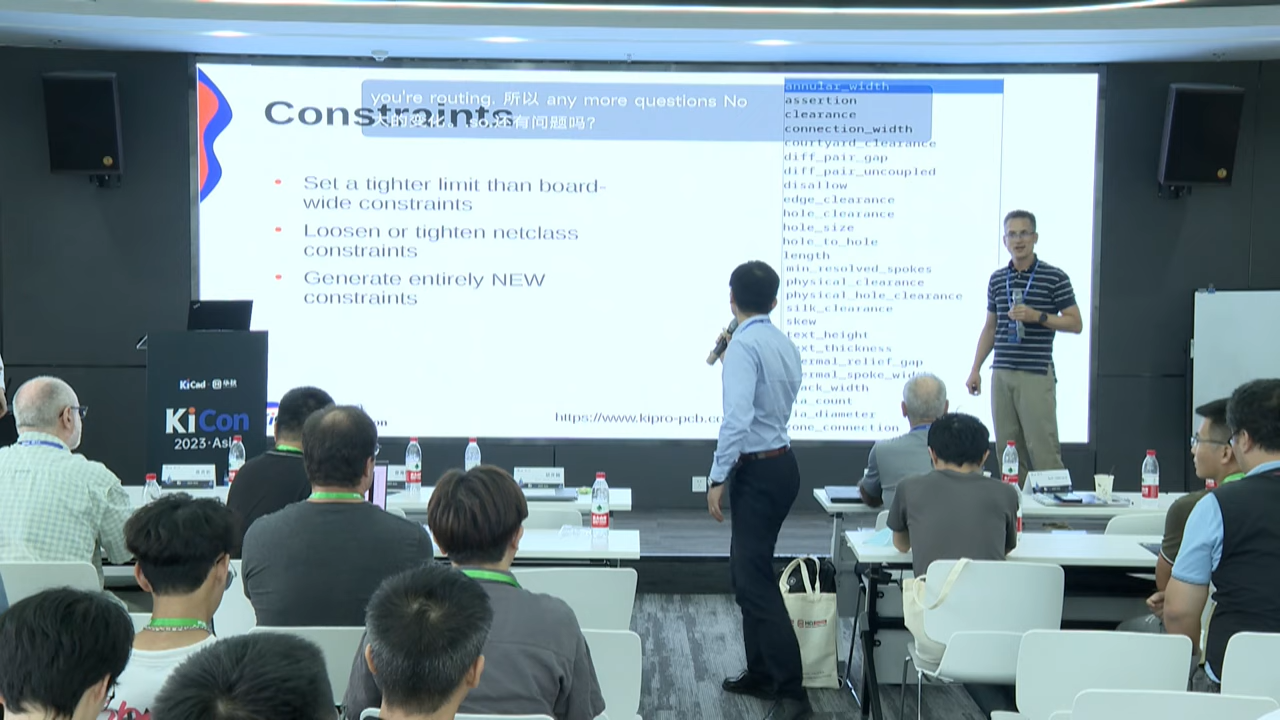 Constraints
you're routing. 所以 any more questions No
大的变化。 so,还有问题吗?
Set a tighter limit than board-
wide constraints
Loosen or tighten netclass
constraints
Generate entirely NEW
constraints
https://www.kipro-pcb.co
annular_width
assertion
clearance
connection_width
courtyard_clearance
diff_pair_gap
diff_pair_uncoupled
disallow
edge_clearance
hole_clearance
hole_size
hole_to_hole
length
min_resolved_spokes
physical_clearance
physical_hole_clearance
silk_clearance
skew
text_height
text_thickness
thermal_relief_gap
thermal_spoke_width
track_width
via_count
via_diameter
zone_connection
KiCad 华秋
KiCon
2023·Asia